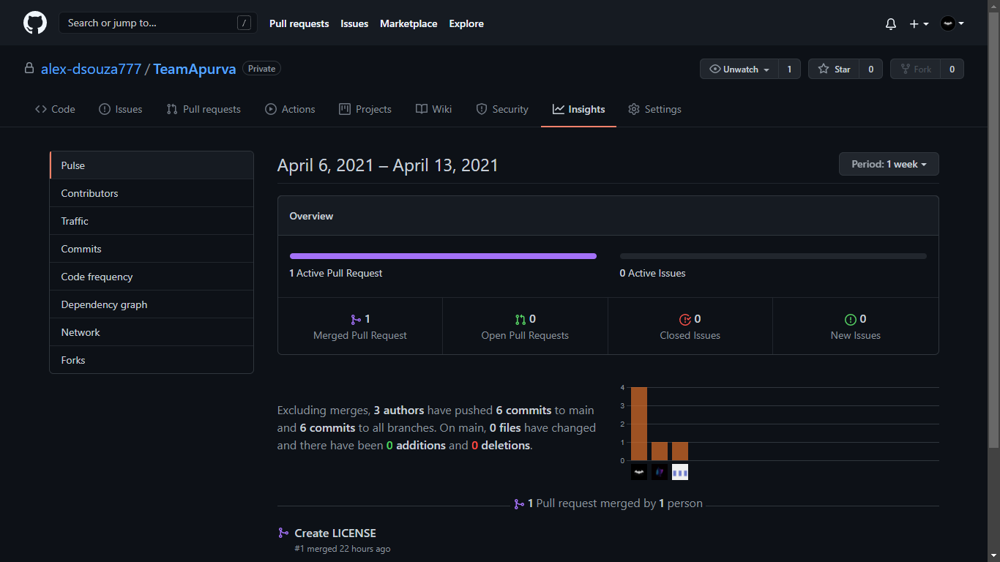 Search or jump to... /
Pull requests Issues Marketplace Explore
alex-dsouza777 / TeamApurva Private
Unwatch 1 Star 0 Fork 0
Code Issues Pull requests Actions Projects Wiki Security Insights Settings
Pulse
Contributors
Traffic
Commits
Code frequency
Dependency graph
Network
Forks
April 6, 2021 – April 13, 2021
Period: 1 week
Overview
1 Active Pull Request
0 Active Issues
1
Merged Pull Request
0
Open Pull Requests
0
Closed Issues
0
New Issues
Excluding merges, 3 authors have pushed 6 commits to main
and 6 commits to all branches. On main, 0 files have changed
and there have been 0 additions and 0 deletions.
4
3
2
1
0
1 Pull request merged by 1 person
Create LICENSE
#1 merged 22 hours ago